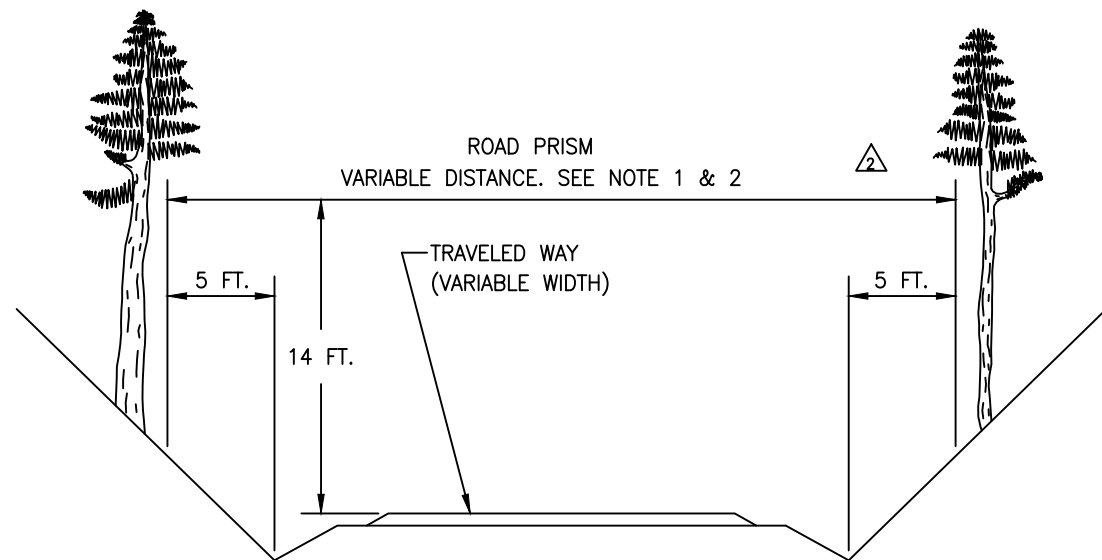 ROAD PRISM
VARIABLE DISTANCE. SEE NOTE 1 & 2
2
TRAVELED WAY
(VARIABLE WIDTH)
5 FT.
5 FT.
14 FT.